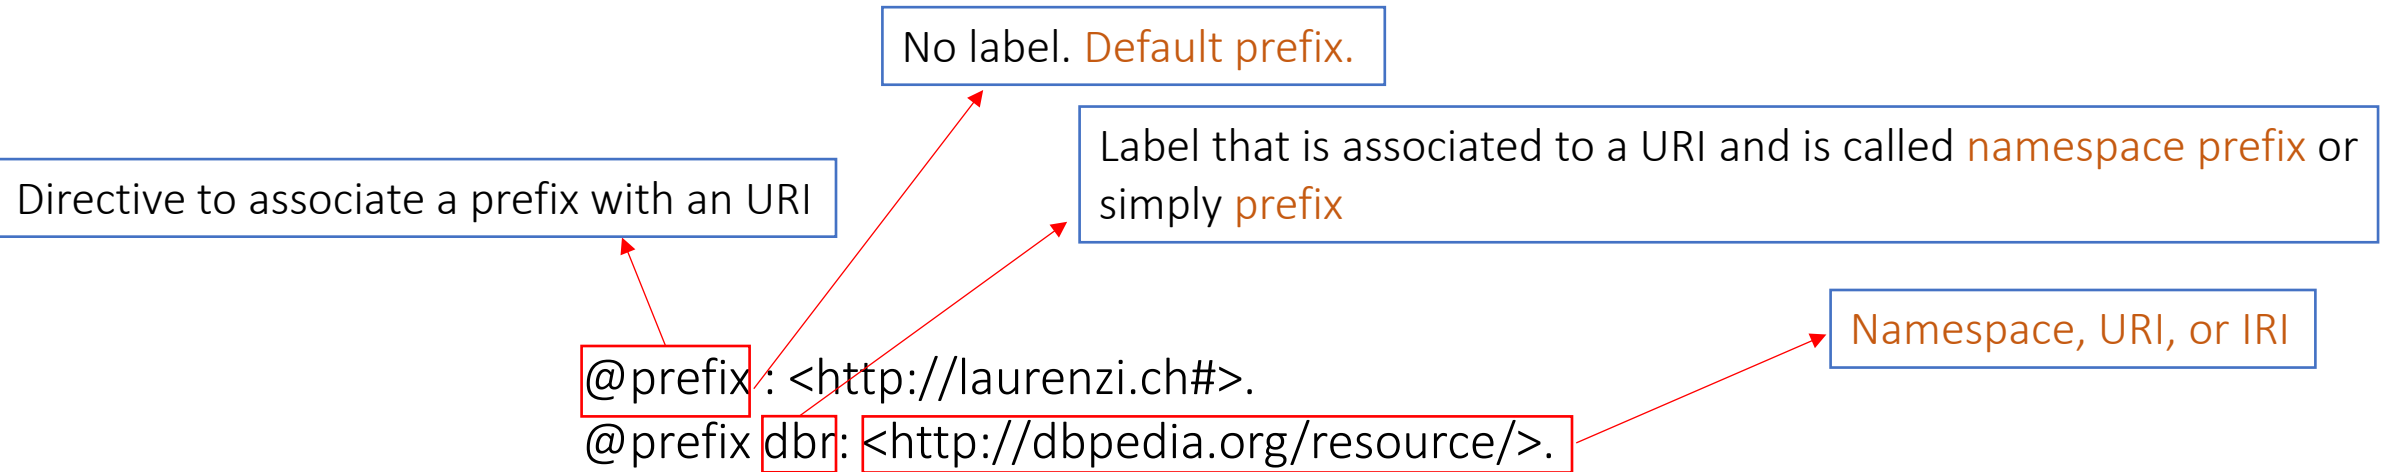 No label. Default prefix.
Label that is associated to a URI and is called namespace prefix or
simply prefix
Directive to associate a prefix with an URI
Namespace, URI, or IRI
@prefix : <http://laurenzi.ch#>.
@prefix dbr: <http://dbpedia.org/resource/>.